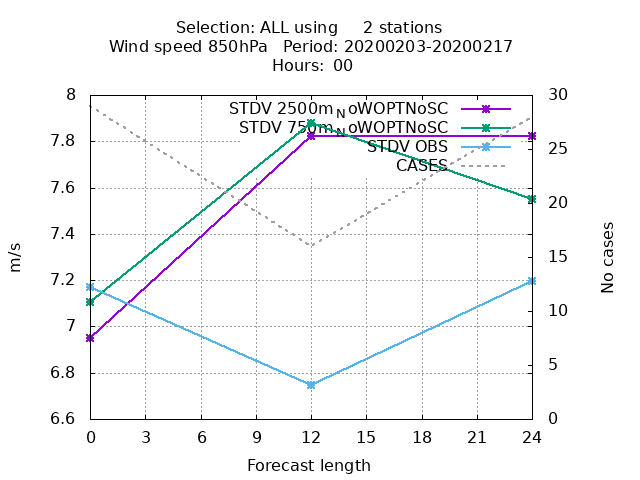 Selection: ALL using 2 stations
Wind speed 850hPa Period: 20200203-20200217
Hours: 00
STDV 2500m_NoWOPTNoSC
STDV 750m_NoWOPTNoSC
STDV OBS
CASES
8
7.8
7.6
7.4
7.2
7
6.8
6.6
m/s
30
25
20
15
10
5
0
No cases
0 3 6 9 12 15 18 21 24
Forecast length